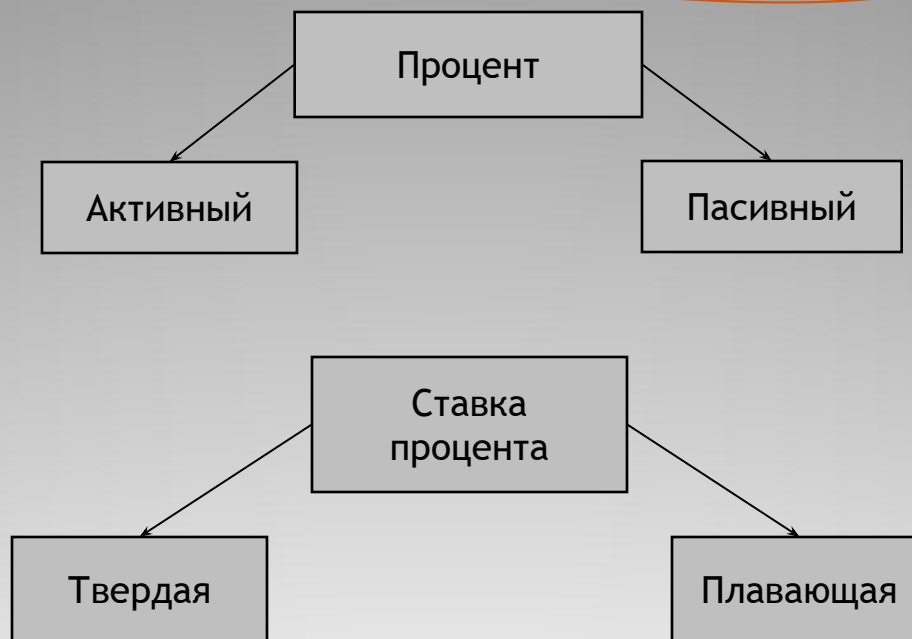 Процент
Активный
Пасивный
Ставка
процента
Твердая
Плавающая